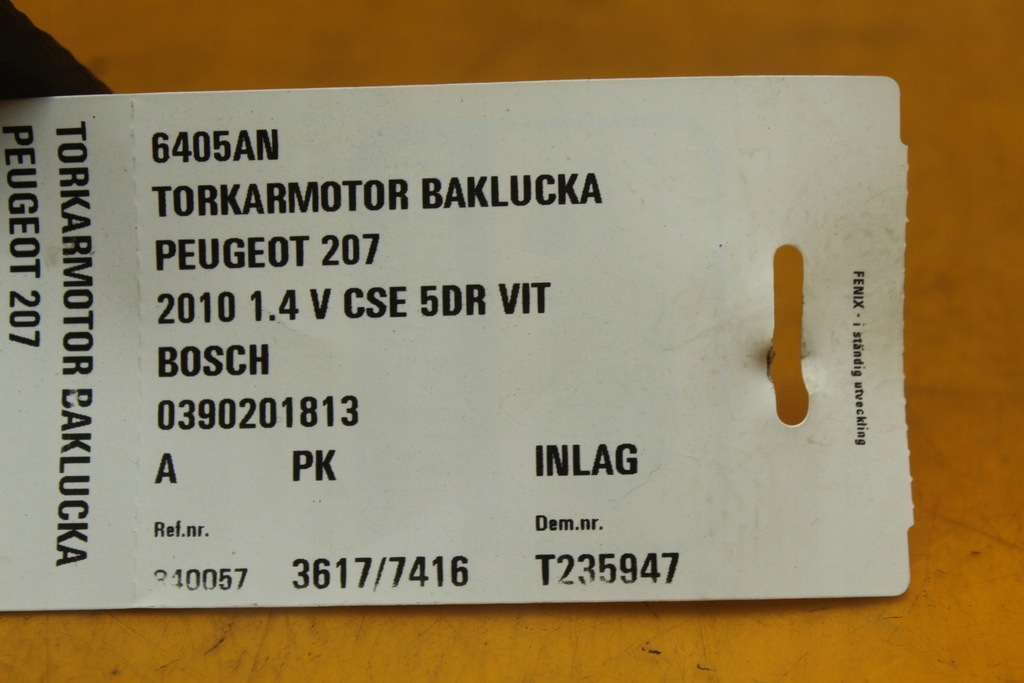 6405AN
TORKARMOTOR BAKLUCKA
PEUGEOT 207
2010 1.4 V CSE 5DR VIT
BOSCH
0390201813
A PK INLAG
Ref.nr. Dem.nr.
3617/7416 T235947
TORKARMOTOR BAKLUCKA
PEUGEOT 207
FENIX - i ständig utveckling